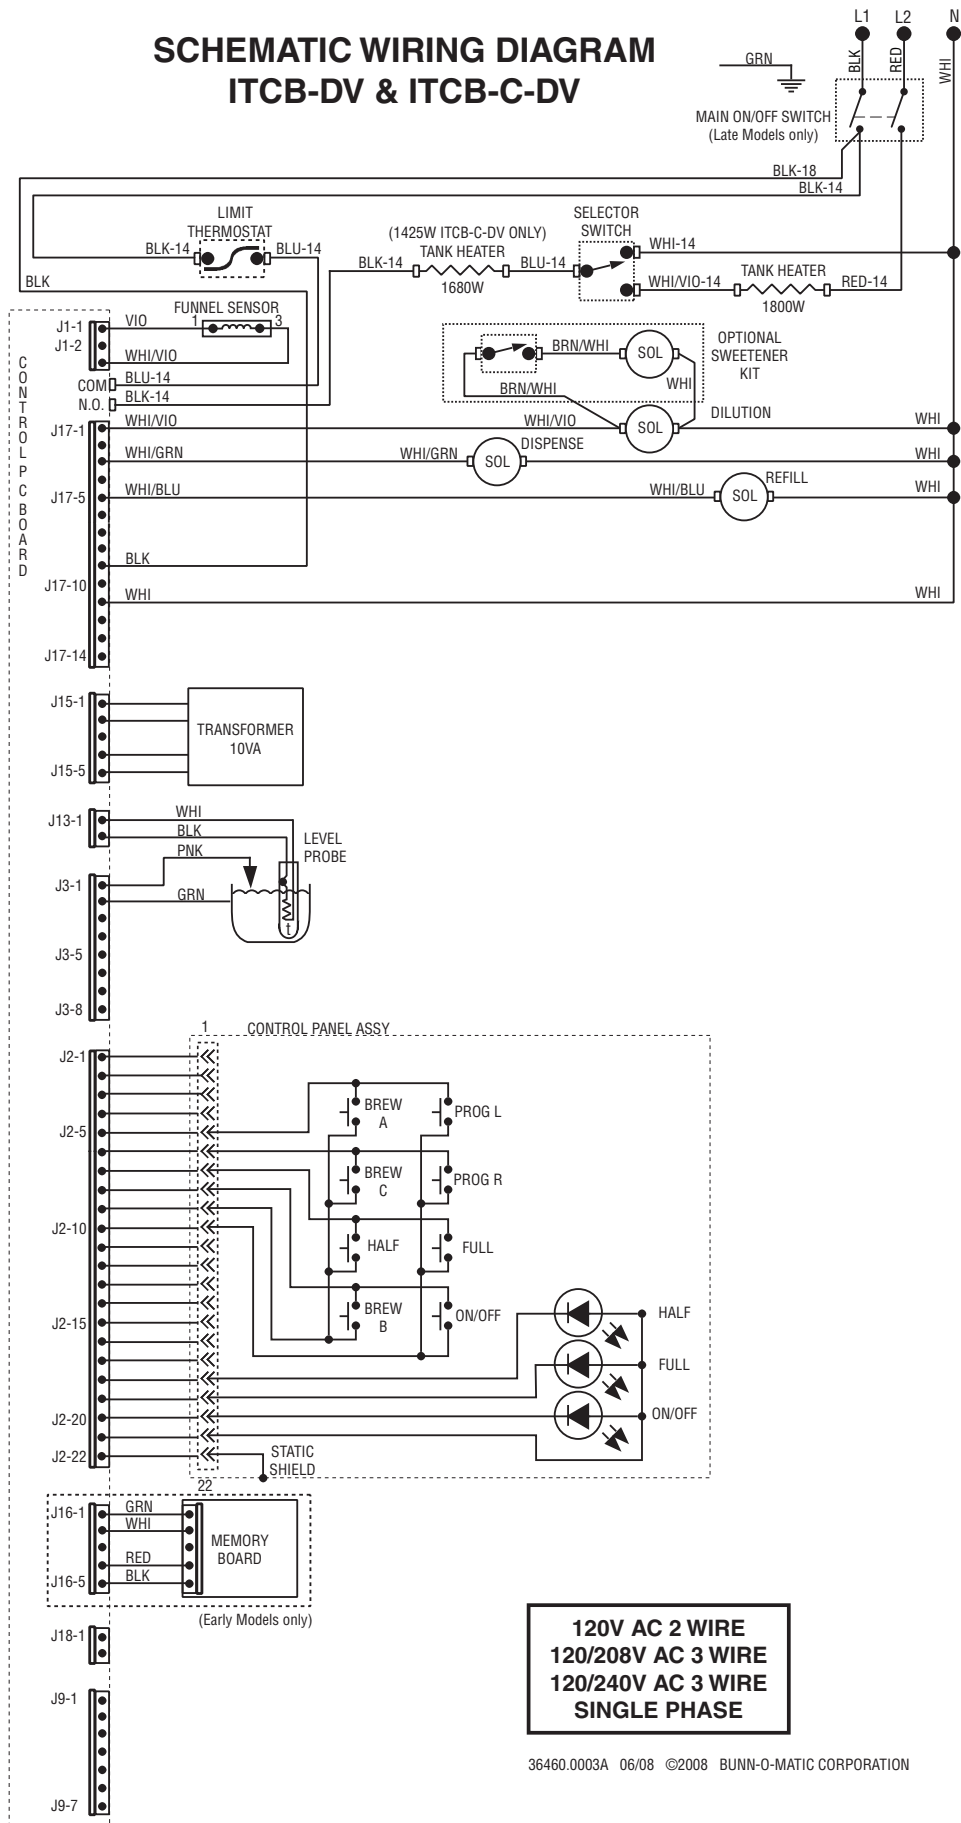 L1 L2 N
SCHEMATIC WIRING DIAGRAM
ITCB-DV & ITCB-C-DV
GRN
BLK
RED
WHI
MAIN ON/OFF SWITCH
(Late Models only)
BLK-18
BLK-14
LIMIT
THERMOSTAT
BLK-14
BLU-14
(1425W ITCB-C-DV ONLY)
TANK HEATER
BLK-14
1680W
BLU-14
SELECTOR
SWITCH
WHI-14
WHI/VIO-14
TANK HEATER
1800W
RED-14
BLK
FUNNEL SENSOR
1
3
J1-1
VIO
J1-2
WHI/VIO
CONTROL PC BOARD
COM
BLU-14
N.O.
BLK-14
BRN/WHI
SOL
WHI
BRN/WHI
OPTIONAL
SWEETENER
KIT
J17-1
WHI/VIO
WHI/VIO
SOL
DILUTION
WHI
WHI/GRN
WHI/GRN
SOL
DISPENSE
WHI
J17-5
WHI/BLU
WHI/BLU
SOL
REFILL
WHI
BLK
J17-10
WHI
WHI
J17-14
J15-1
TRANSFORMER
10VA
J15-5
J13-1
WHI
BLK
LEVEL
PROBE
PNK
J3-1
GRN
t
J3-5
J3-8
1
CONTROL PANEL ASSY
J2-1
BREW
A
PROG L
J2-5
BREW
C
PROG R
J2-10
HALF
FULL
J2-15
BREW
B
ON/OFF
HALF
FULL
ON/OFF
J2-20
J2-22
STATIC
SHIELD
22
J16-1
GRN
WHI
MEMORY
BOARD
RED
J16-5
BLK
(Early Models only)
J18-1
120V AC 2 WIRE
120/208V AC 3 WIRE
120/240V AC 3 WIRE
SINGLE PHASE
J9-1
36460.0003A 06/08 ©2008 BUNN-O-MATIC CORPORATION
J9-7